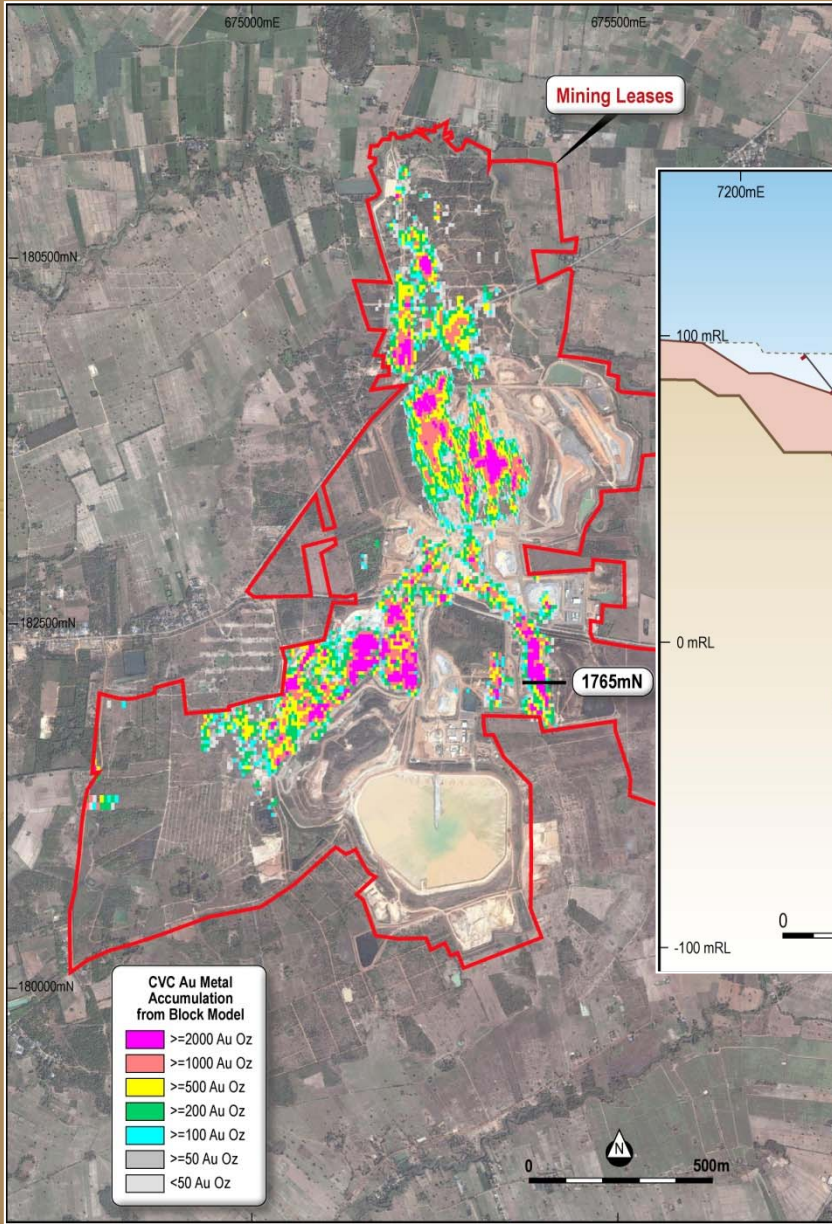 675000mE
675500mE
Mining Leases
7200mE
180500mN
100 mRL
182500mN
0 mRL
1765mN
-100 mRL
0
180000mN
CVC Au Metal
Accumulation
from Block Model
>=2000 Au Oz
>=1000 Au Oz
>=500 Au Oz
>=200 Au Oz
>=100 Au Oz
>=50 Au Oz
<50 Au Oz
N
0
500m